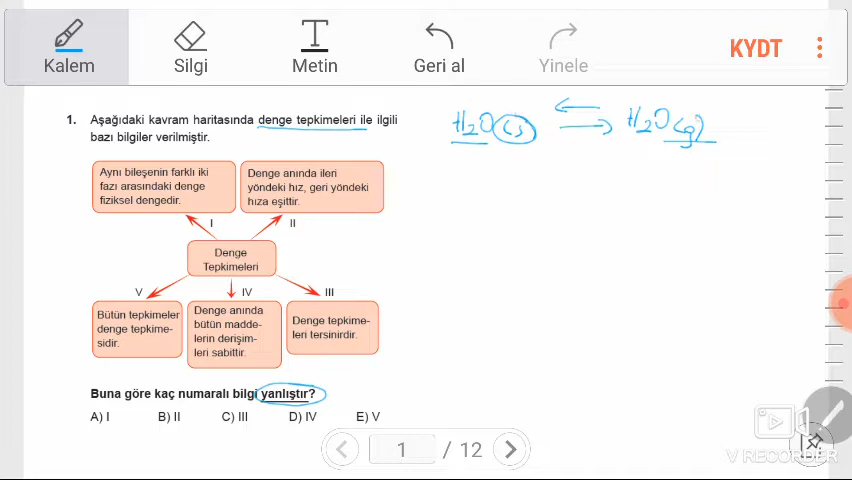 Kalem
Silgi
Metin
Geri al
Yinele
KYDT
1. Aşağıdaki kavram haritasında denge tepkimeleri ile ilgili
bazı bilgiler verilmiştir.
H₂O(s) ⇌ H₂O(g)
Aynı bileşenin farklı iki
fazı arasındaki denge
fiziksel dengedir.
Denge anında ileri
yöndeki hız, geri yöndeki
hıza eşittir.
I
II
Denge
Tepkimeleri
V
IV
III
Bütün tepkimeler
denge tepkime-
sidir.
Denge anında
bütün madde-
lerin derişim-
leri sabittir.
Denge tepkime-
leri tersinirdir.
Buna göre kaç numaralı bilgi yanlıştır?
A) I B) II C) III D) IV E) V
1 / 12
V RECORDER